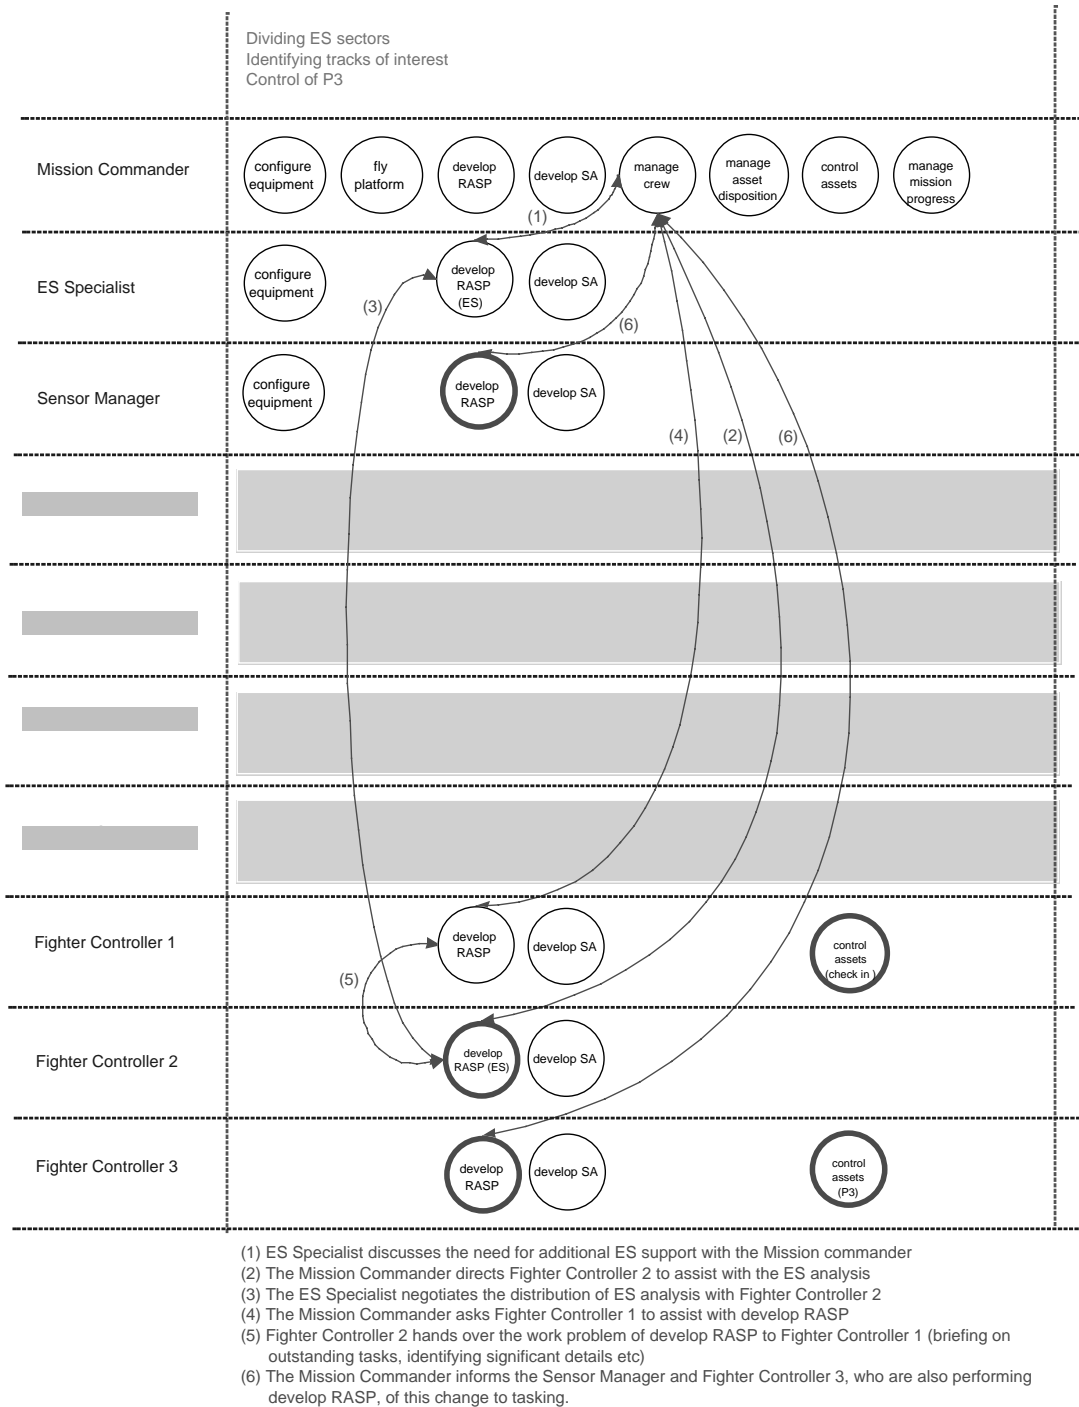 Dividing ES sectors
Identifying tracks of interest
Control of P3
Mission Commander
configure
equipment
fly
platform
develop
RASP
develop SA
manage
crew
manage
asset
disposition
control
assets
manage
mission
progress
(1)
ES Specialist
configure
equipment
develop
RASP
(ES)
develop SA
(3)
(6)
Sensor Manager
configure
equipment
develop
RASP
develop SA
(4)
(2)
(6)
Fighter Controller 1
develop
RASP
develop SA
control
assets
(check in )
(5)
Fighter Controller 2
develop
RASP (ES)
develop SA
Fighter Controller 3
develop
RASP
develop SA
control
assets
(P3)
(1) ES Specialist discusses the need for additional ES support with the Mission commander
(2) The Mission Commander directs Fighter Controller 2 to assist with the ES analysis
(3) The ES Specialist negotiates the distribution of ES analysis with Fighter Controller 2
(4) The Mission Commander asks Fighter Controller 1 to assist with develop RASP
(5) Fighter Controller 2 hands over the work problem of develop RASP to Fighter Controller 1 (briefing on
outstanding tasks, identifying significant details etc)
(6) The Mission Commander informs the Sensor Manager and Fighter Controller 3, who are also performing
develop RASP, of this change to tasking.